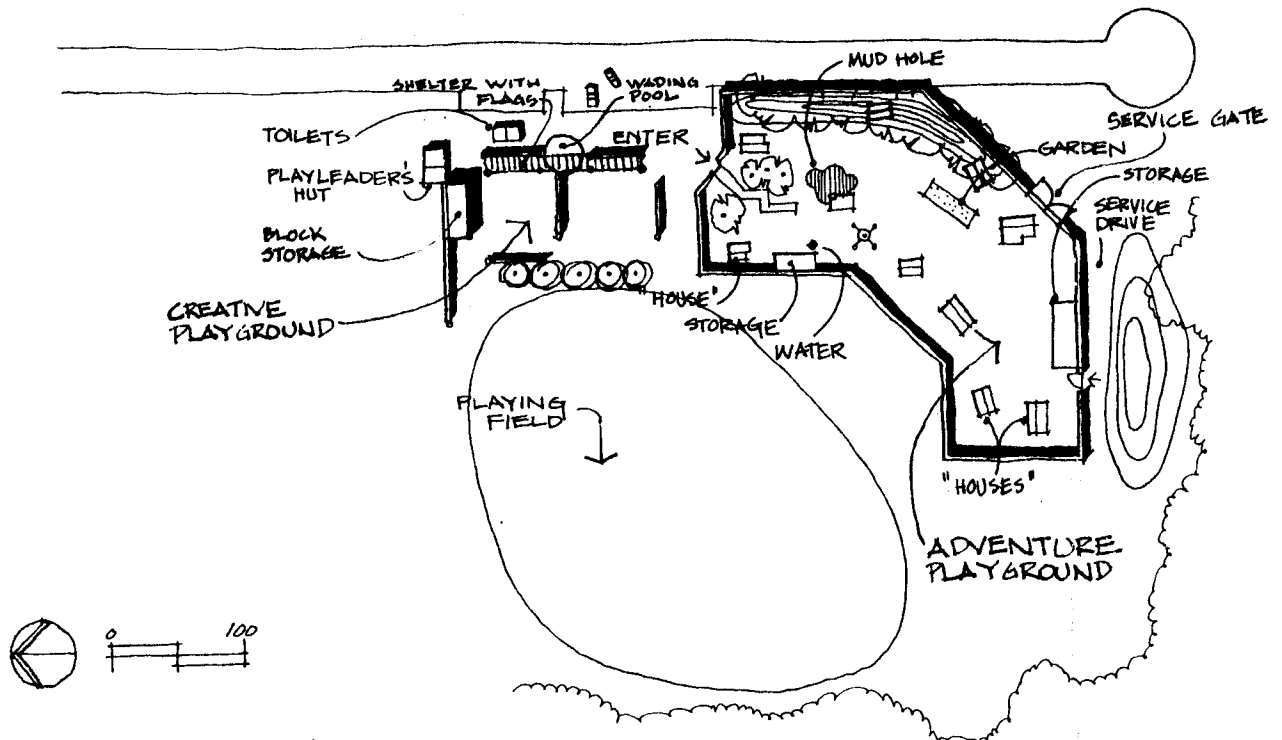 MUD HOLE
SHELTER WITH
FLAGS
WADING
POOL
TOILETS
ENTER
SERVICE GATE
GARDEN
PLAYLEADER'S
HUT
STORAGE
SERVICE
DRIVE
BLOCK
STORAGE
CREATIVE
PLAYGROUND
"HOUSE"
STORAGE
WATER
PLAYING
FIELD
"HOUSES"
ADVENTURE
PLAYGROUND
0 100